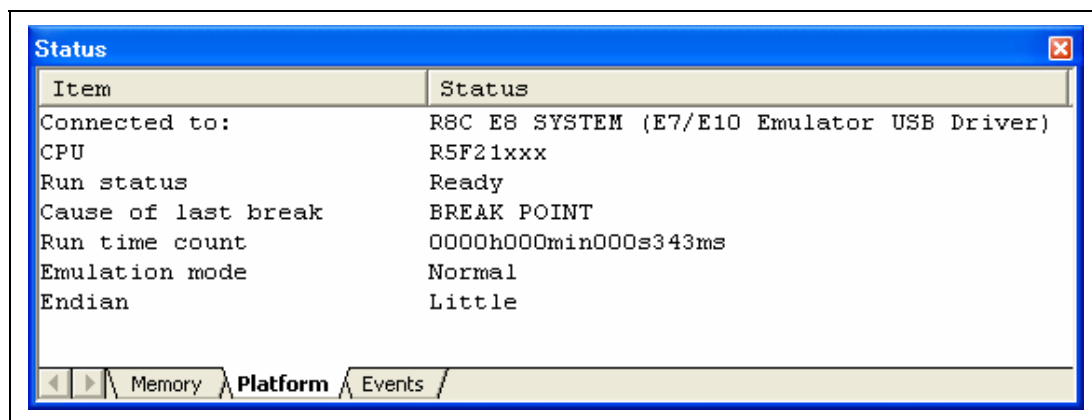 Status
Item Status
Connected to: R8C E8 SYSTEM (E7/E10 Emulator USB Driver)
CPU R5F21xxx
Run status Ready
Cause of last break BREAK POINT
Run time count 0000h000min000s343ms
Emulation mode Normal
Endian Little
Memory Platform Events